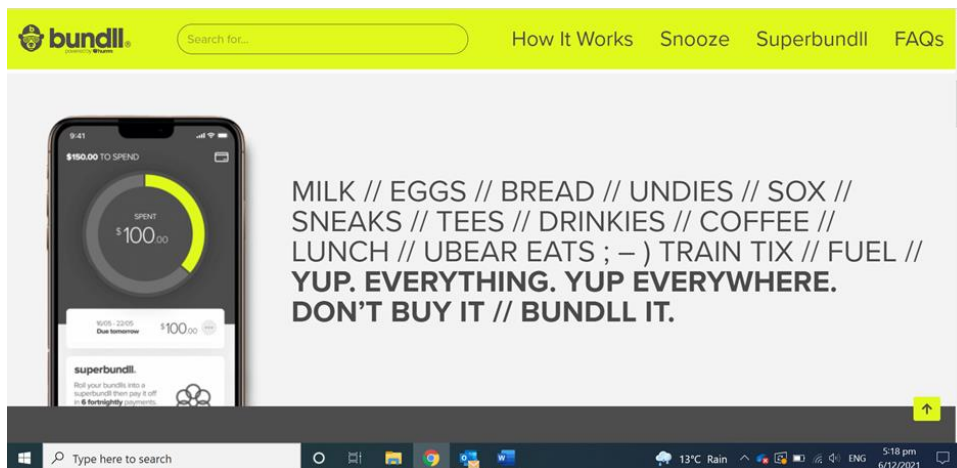 bundll®
powered by humm
Search for...
How It Works Snooze Superbundll FAQs
9:41
$150.00 TO SPEND
SPENT
$100.00
16/05 - 22/05
Due tomorrow
$100.00
superbundll.
Roll your bundlls into a
superbundll then pay it off
in 6 fortnightly payments.
MILK // EGGS // BREAD // UNDIES // SOX //
SNEAKS // TEES // DRINKIES // COFFEE //
LUNCH // UBEAR EATS ; – ) TRAIN TIX // FUEL //
YUP. EVERYTHING. YUP EVERYWHERE.
DON'T BUY IT // BUNDLL IT.
Type here to search
13°C Rain
ENG
5:18 pm
6/12/2021